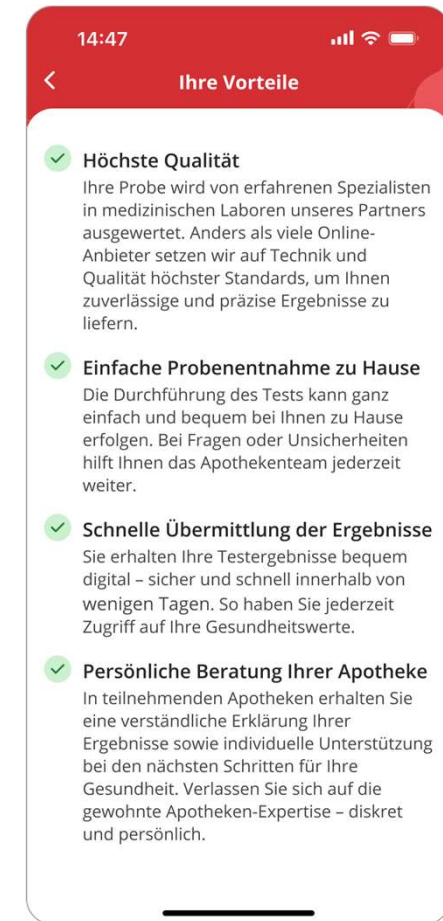 14:47
Ihre Vorteile
Höchste Qualität
Ihre Probe wird von erfahrenen Spezialisten
in medizinischen Laboren unseres Partners
ausgewertet. Anders als viele Online-
Anbieter setzen wir auf Technik und
Qualität höchster Standards, um Ihnen
zuverlässige und präzise Ergebnisse zu
liefern.
Einfache Probenentnahme zu Hause
Die Durchführung des Tests kann ganz
einfach und bequem bei Ihnen zu Hause
erfolgen. Bei Fragen oder Unsicherheiten
hilft Ihnen das Apothekenteam jederzeit
weiter.
Schnelle Übermittlung der Ergebnisse
Sie erhalten Ihre Testergebnisse bequem
digital – sicher und schnell innerhalb von
wenigen Tagen. So haben Sie jederzeit
Zugriff auf Ihre Gesundheitswerte.
Persönliche Beratung Ihrer Apotheke
In teilnehmenden Apotheken erhalten Sie
eine verständliche Erklärung Ihrer
Ergebnisse sowie individuelle Unterstützung
bei den nächsten Schritten für Ihre
Gesundheit. Verlassen Sie sich auf die
gewohnte Apotheken-Expertise – diskret
und persönlich.